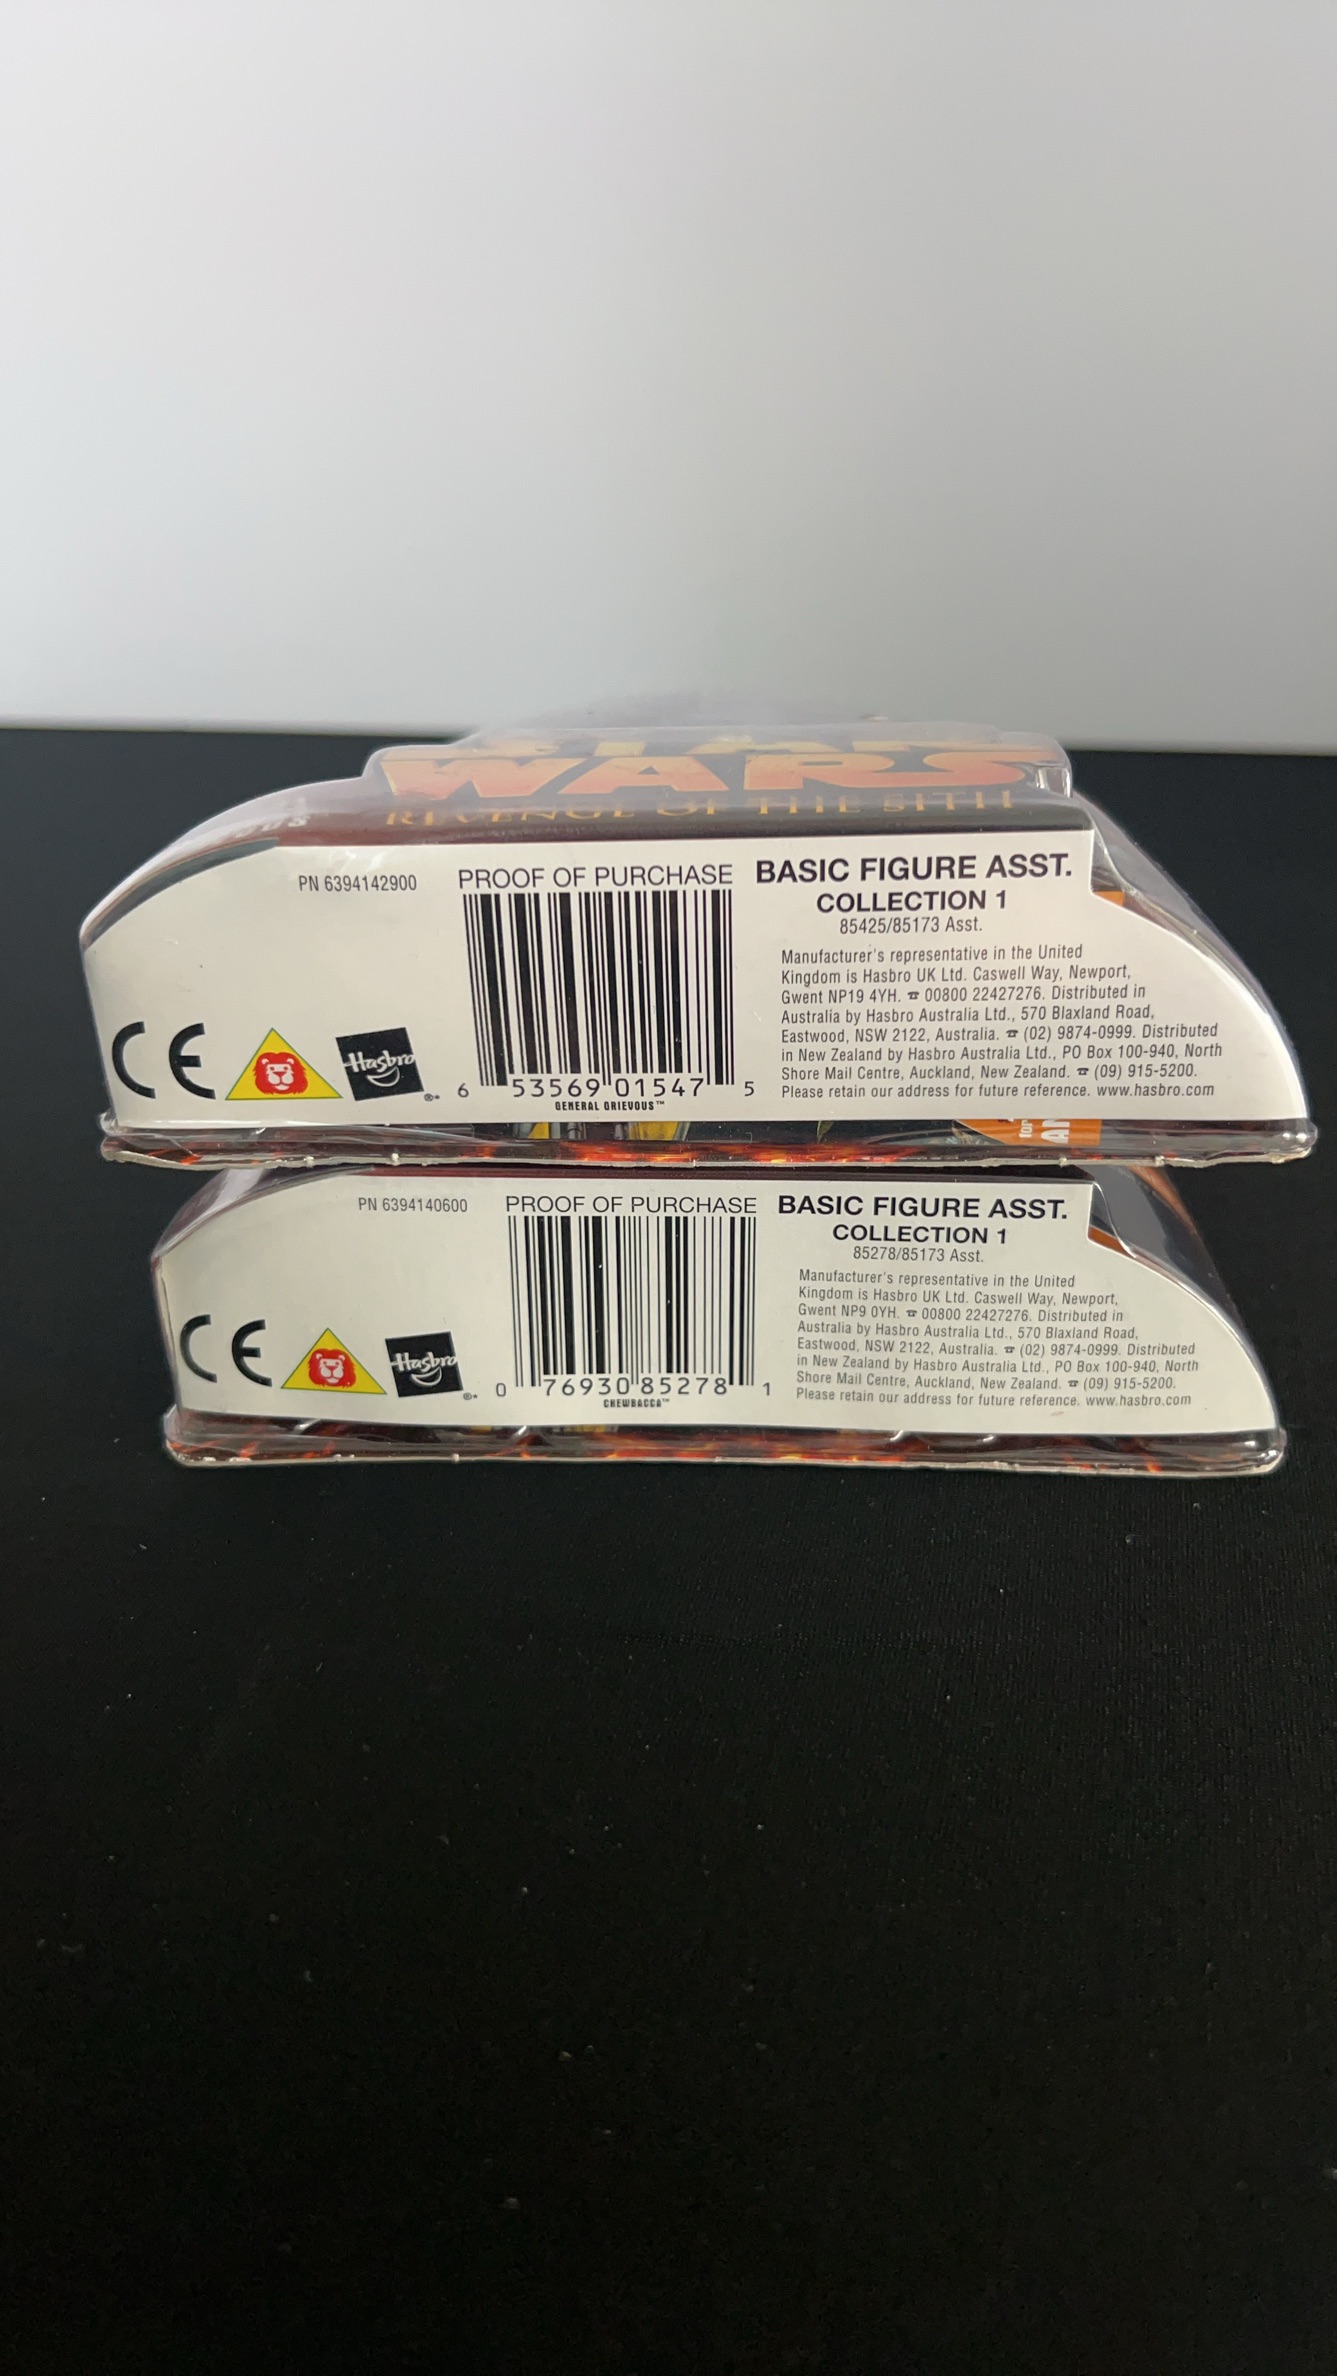 WARS
REVENGE OF THE SITH
PN 6394142900
PROOF OF PURCHASE
BASIC FIGURE ASST.
COLLECTION 1
85425/85173 Asst.
Manufacturer's representative in the United
Kingdom is Hasbro UK Ltd. Caswell Way, Newport,
Gwent NP19 4YH. ☎ 00800 22427276. Distributed in
Australia by Hasbro Australia Ltd., 570 Blaxland Road,
Eastwood, NSW 2122, Australia. ☎ (02) 9874-0999. Distributed
in New Zealand by Hasbro Australia Ltd., PO Box 100-940, North
Shore Mail Centre, Auckland, New Zealand. ☎ (09) 915-5200.
Please retain our address for future reference. www.hasbro.com
CE
Hasbro
®*
6 53569 01547 5
GENERAL GRIEVOUS™
for
PN 6394140600
PROOF OF PURCHASE
BASIC FIGURE ASST.
COLLECTION 1
85278/85173 Asst.
Manufacturer's representative in the United
Kingdom is Hasbro UK Ltd. Caswell Way, Newport,
Gwent NP9 0YH. ☎ 00800 22427276. Distributed in
Australia by Hasbro Australia Ltd., 570 Blaxland Road,
Eastwood, NSW 2122, Australia. ☎ (02) 9874-0999. Distributed
in New Zealand by Hasbro Australia Ltd., PO Box 100-940, North
Shore Mail Centre, Auckland, New Zealand. ☎ (09) 915-5200.
Please retain our address for future reference. www.hasbro.com
CE
Hasbro
®*
0 76930 85278 1
CHEWBACCA™